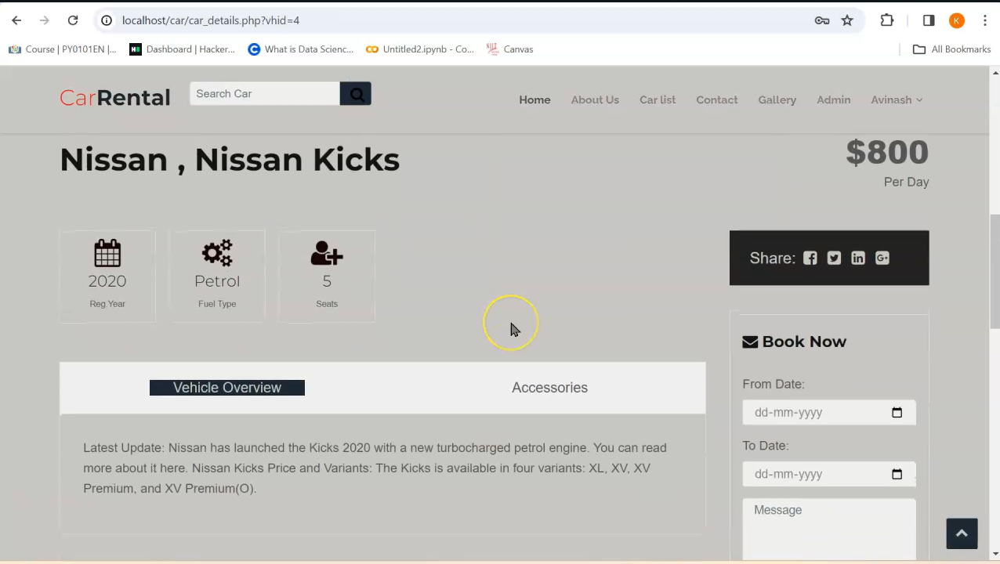 localhost/car/car_details.php?vhid=4
K
Course | PY0101EN |... Dashboard | Hacker... What is Data Scienc... Untitled2.ipynb - Co... Canvas All Bookmarks
CarRental Search Car Home About Us Car list Contact Gallery Admin Avinash
Nissan , Nissan Kicks
$800
Per Day
2020 Petrol 5
Reg.Year Fuel Type Seats
Share:
Book Now
Vehicle Overview Accessories
From Date:
dd-mm-yyyy
To Date:
dd-mm-yyyy
Message
Latest Update: Nissan has launched the Kicks 2020 with a new turbocharged petrol engine. You can read
more about it here. Nissan Kicks Price and Variants: The Kicks is available in four variants: XL, XV, XV
Premium, and XV Premium(O).